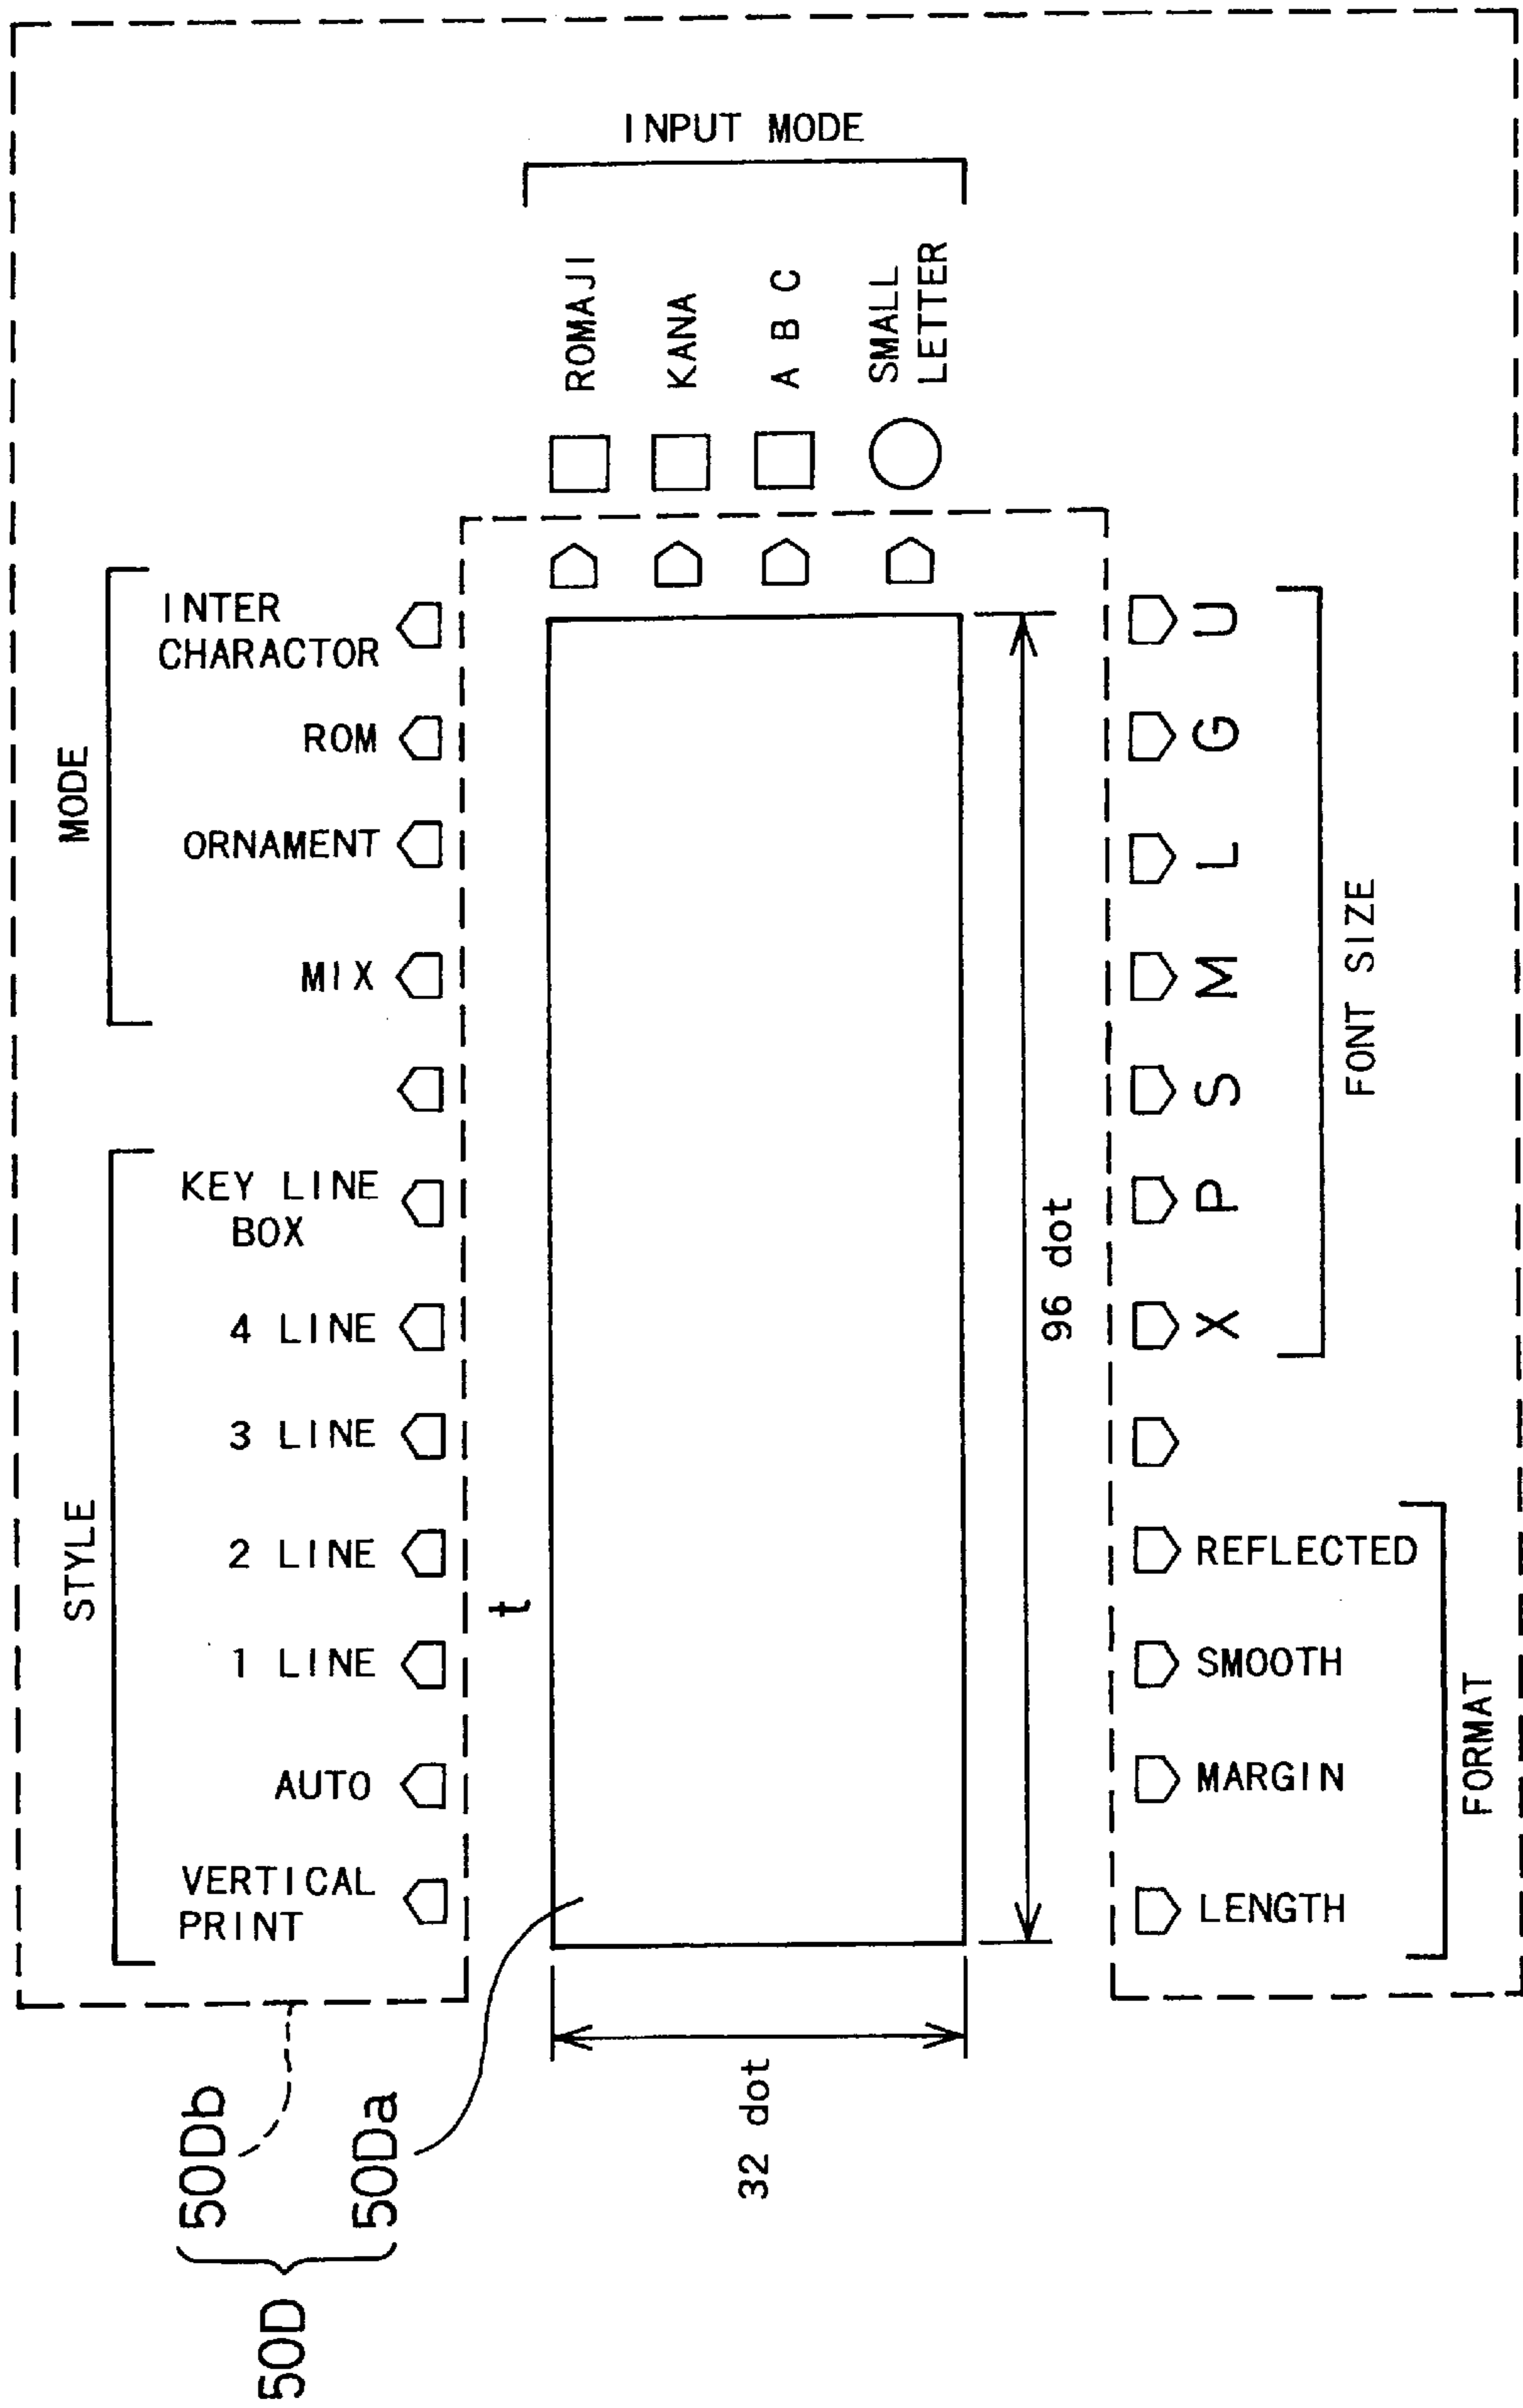 50D
50Db
50Da
STYLE
VERTICAL
PRINT
AUTO
1 LINE
2 LINE
3 LINE
4 LINE
KEY LINE
BOX
MODE
MIX
ORNAMENT
ROM
INTER
CHARACTOR
t
INPUT MODE
ROMAJI
KANA
A B C
SMALL
LETTER
32 dot
96 dot
LENGTH
MARGIN
SMOOTH
REFLECTED
X P S M L G U
FORMAT
FONT SIZE